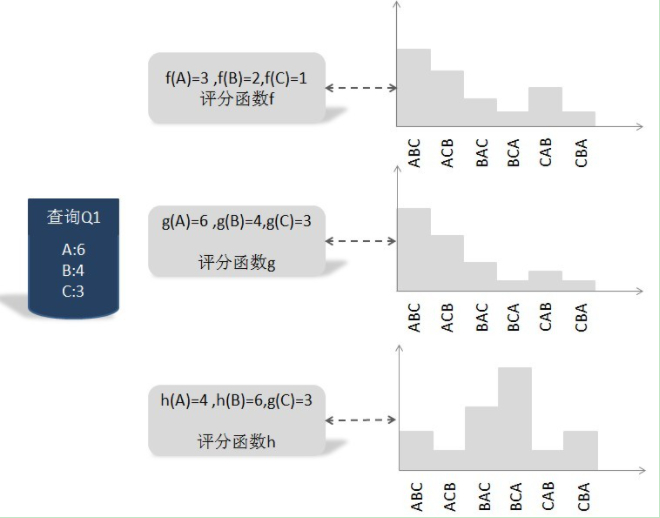 f(A)=3 ,f(B)=2,f(C)=1
评分函数f
ABC
ACB
BAC
BCA
CAB
CBA
查询Q1
A:6
B:4
C:3
g(A)=6 ,g(B)=4,g(C)=3
评分函数g
ABC
ACB
BAC
BCA
CAB
CBA
h(A)=4 ,h(B)=6,g(C)=3
评分函数h
ABC
ACB
BAC
BCA
CAB
CBA